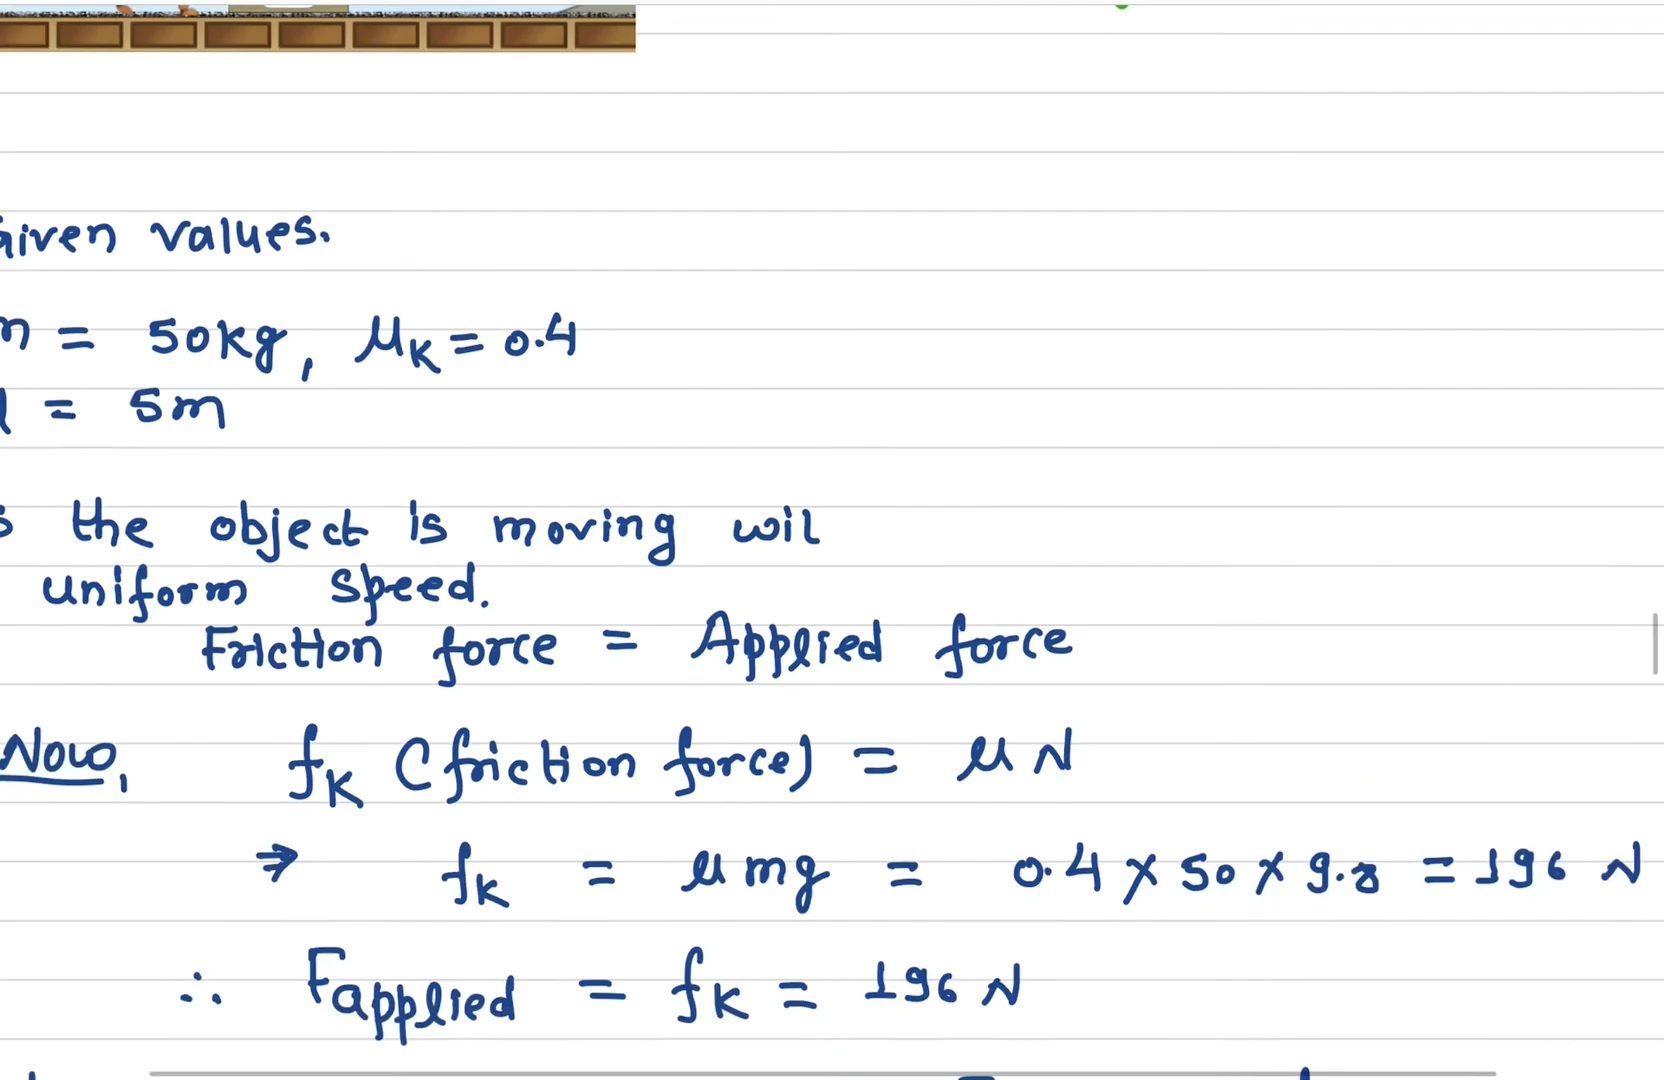 Given values.
m = 50kg, μK = 0.4
d = 5m
the object is moving wil
uniform speed.
Friction force = Applied force
Now, fK (friction force) = μN
⇒ fK = μmg = 0.4 × 50 × 9.8 = 196 N
∴ Fapplied = fK = 196 N